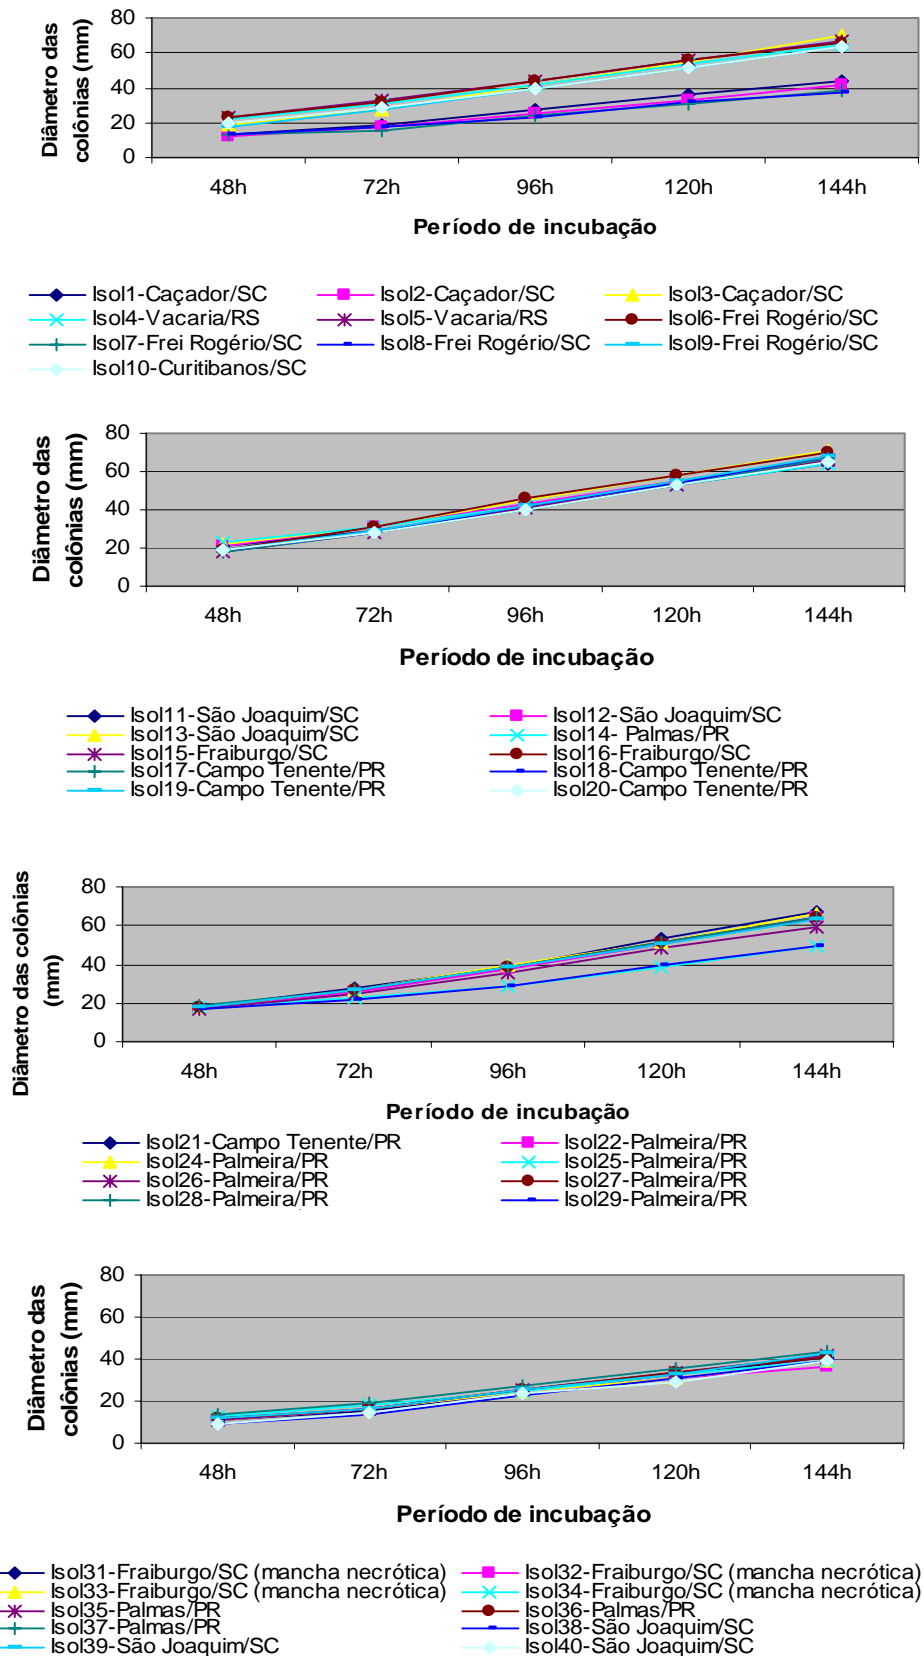 Diâmetro das
colônias (mm)
80
60
40
20
0
48h 72h 96h 120h 144h
Período de incubação
Isol1-Caçador/SC Isol2-Caçador/SC Isol3-Caçador/SC
Isol4-Vacaria/RS Isol5-Vacaria/RS Isol6-Frei Rogério/SC
Isol7-Frei Rogério/SC Isol8-Frei Rogério/SC Isol9-Frei Rogério/SC
Isol10-Curitibanos/SC
Diâmetro das
colônias (mm)
80
60
40
20
0
48h 72h 96h 120h 144h
Período de incubação
Isol11-São Joaquim/SC Isol12-São Joaquim/SC
Isol13-São Joaquim/SC Isol14- Palmas/PR
Isol15-Fraiburgo/SC Isol16-Fraiburgo/SC
Isol17-Campo Tenente/PR Isol18-Campo Tenente/PR
Isol19-Campo Tenente/PR Isol20-Campo Tenente/PR
Diâmetro das colônias
(mm)
80
60
40
20
0
48h 72h 96h 120h 144h
Período de incubação
Isol21-Campo Tenente/PR Isol22-Palmeira/PR
Isol24-Palmeira/PR Isol25-Palmeira/PR
Isol26-Palmeira/PR Isol27-Palmeira/PR
Isol28-Palmeira/PR Isol29-Palmeira/PR
Diâmetro das
colônias (mm)
80
60
40
20
0
48h 72h 96h 120h 144h
Período de incubação
Isol31-Fraiburgo/SC (mancha necrótica) Isol32-Fraiburgo/SC (mancha necrótica)
Isol33-Fraiburgo/SC (mancha necrótica) Isol34-Fraiburgo/SC (mancha necrótica)
Isol35-Palmas/PR Isol36-Palmas/PR
Isol37-Palmas/PR Isol38-São Joaquim/SC
Isol39-São Joaquim/SC Isol40-São Joaquim/SC